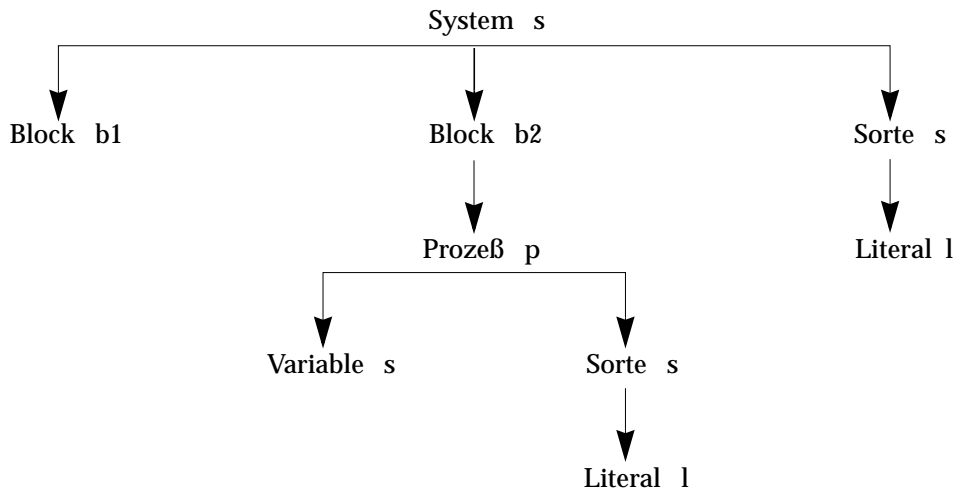 System s
Block b1 Block b2 Sorte s
Prozeß p Literal l
Variable s Sorte s
Literal l